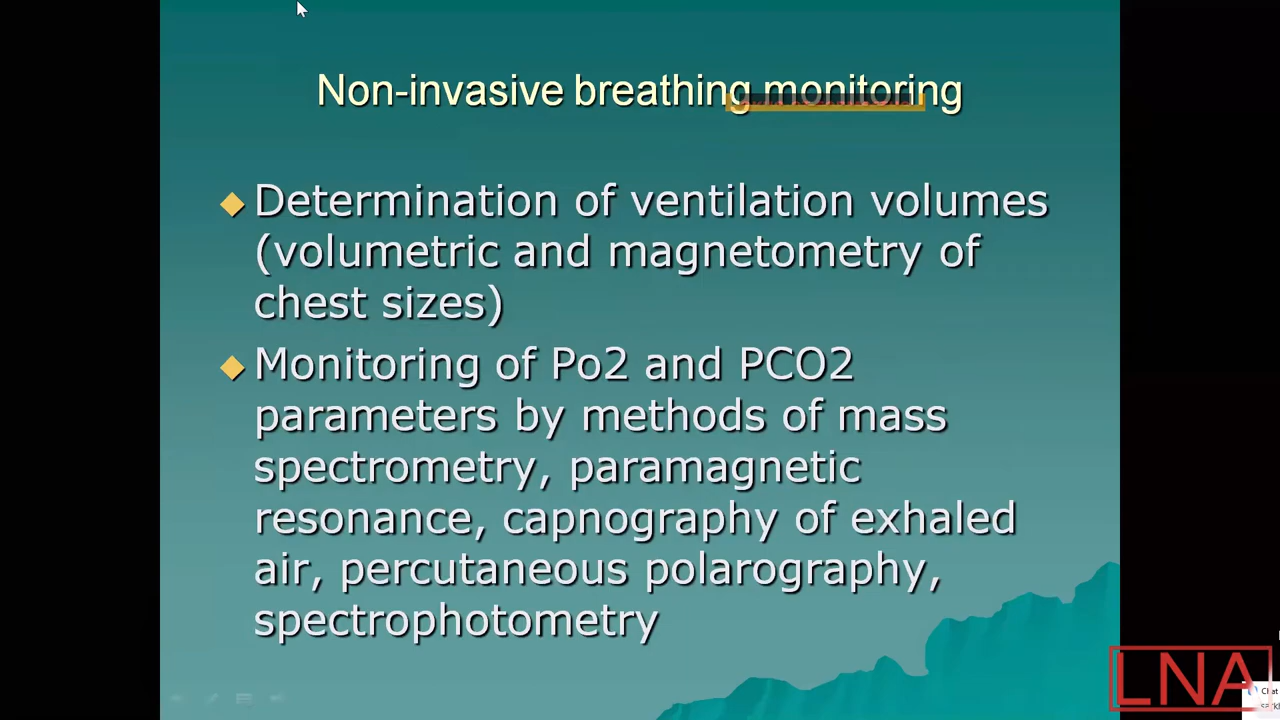 Non-invasive breathing monitoring
Determination of ventilation volumes
(volumetric and magnetometry of
chest sizes)
Monitoring of Po2 and PCO2
parameters by methods of mass
spectrometry, paramagnetic
resonance, capnography of exhaled
air, percutaneous polarography,
spectrophotometry
LNA
Chat